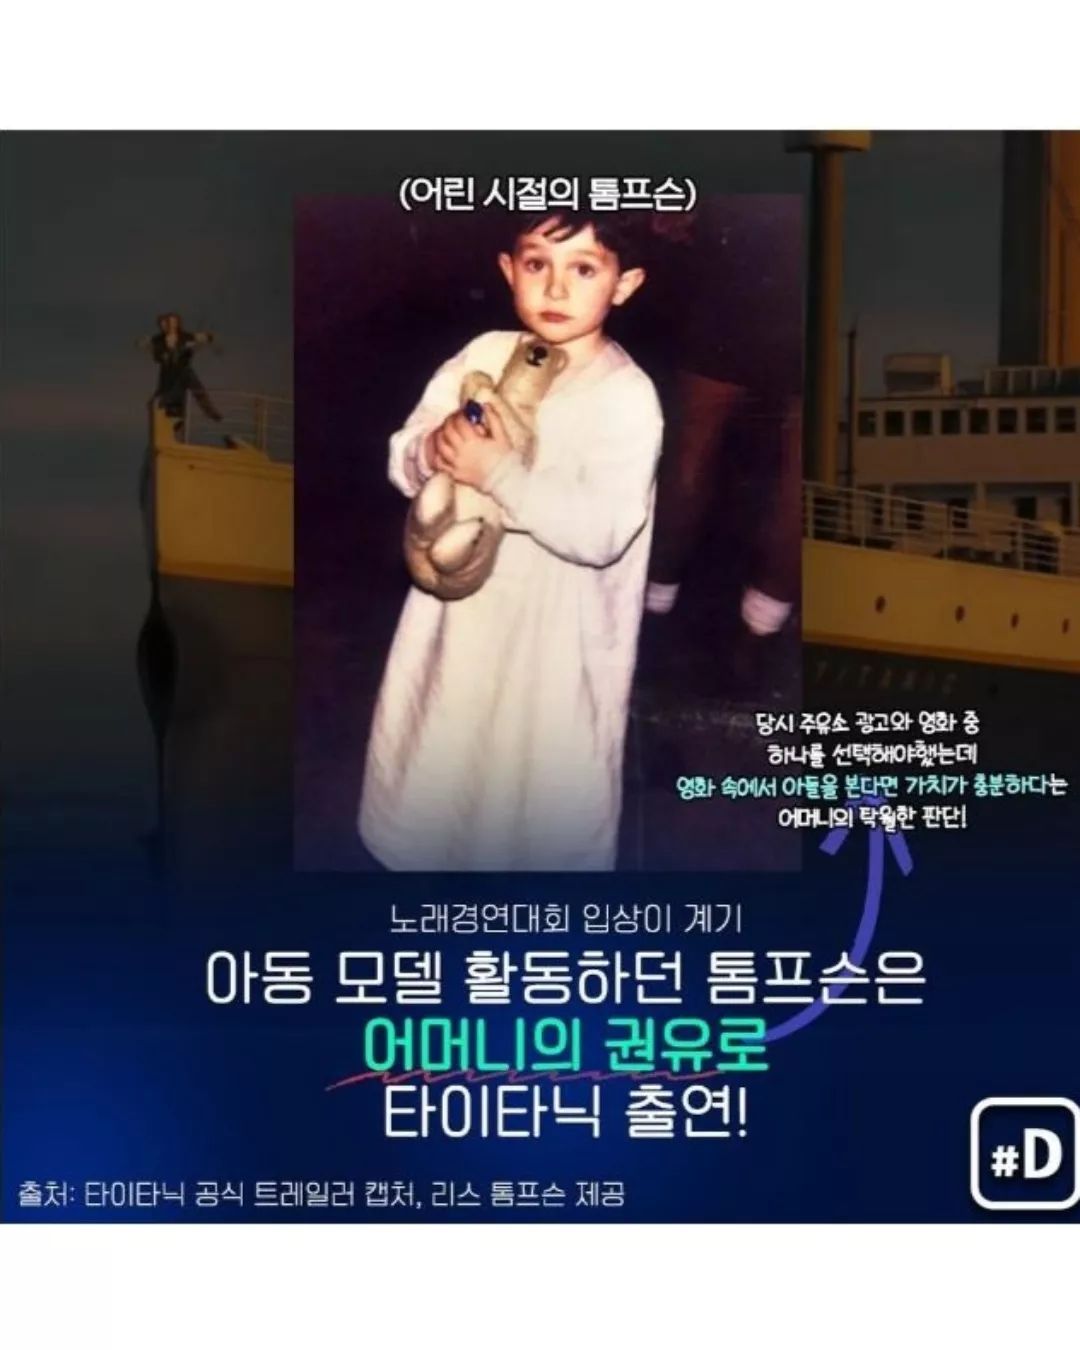 (어린 시절의 톰프슨)
TITANIC
당시 주유소 광고와 영화 중
하나를 선택해야했는데
영화 속에서 아들을 본다면 가치가 충분하다는
어머니의 탁월한 판단!
노래경연대회 입상이 계기
아동 모델 활동하던 톰프슨은
어머니의 권유로
타이타닉 출연!
#D
출처: 타이타닉 공식 트레일러 캡처, 리스 톰프슨 제공